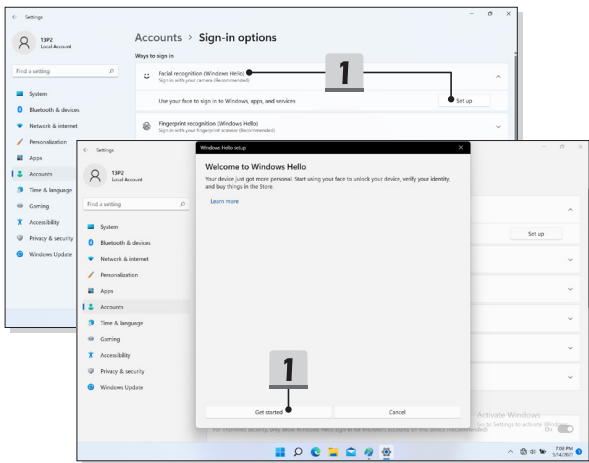 Settings
13P2
Local Account
Find a setting
System
Bluetooth & devices
Network & internet
Personalization
Apps
Accounts
Time & language
Gaming
Accessibility
Privacy & security
Windows Update
Accounts > Sign-in options
Ways to sign in
Facial recognition (Windows Hello)
Sign in with your camera (Recommended)
1
Use your face to sign in to Windows, apps, and services
Set up
Fingerprint recognition (Windows Hello)
Sign in with your fingerprint scanner (Recommended)
Settings
13P2
Local Account
Find a setting
System
Bluetooth & devices
Network & internet
Personalization
Apps
Accounts
Time & language
Gaming
Accessibility
Privacy & security
Windows Update
Windows Hello setup
Welcome to Windows Hello
Your device just got more personal. Start using your face to unlock your device, verify your identity,
and buy things in the Store.
Learn more
1
Get started
Cancel
Set up
Activate Windows
Go to Settings to activate Windows.
On
7:03 PM
5/14/2021